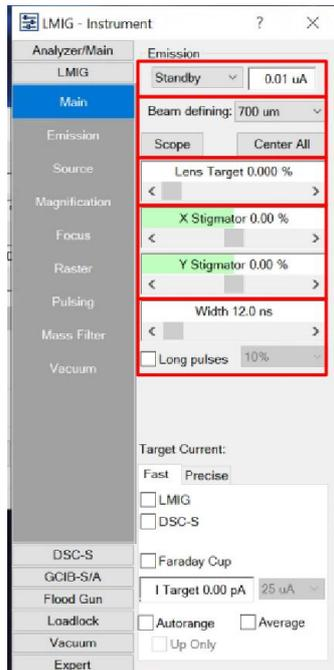 LMIG - Instrument ? ×
Analyzer/Main
LMIG
Main
Emission
Source
Magnification
Focus
Raster
Pulsing
Mass Filter
Vacuum
DSC-S
GCIB-S/A
Flood Gun
Loadlock
Vacuum
Expert
Emission
Standby 0.01 uA
Beam defining: 700 um
Scope Center All
Lens Target 0.000 %
X Stigmator 0.00 %
Y Stigmator 0.00 %
Width 12.0 ns
Long pulses 10%
Target Current:
Fast Precise
LMIG
DSC-S
Faraday Cup
I Target 0.00 pA 25 uA
Autorange Average
Up Only